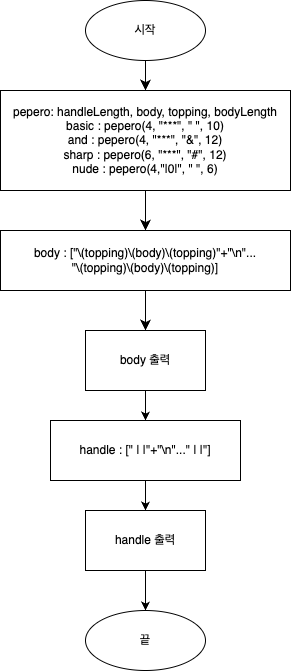 시작
pepero: handleLength, body, topping, bodyLength
basic : pepero(4, "***", " ", 10)
and : pepero(4, "***", "&", 12)
sharp : pepero(6, "***", "#", 12)
nude : pepero(4,"|0|", " ", 6)
body : ["\(topping)\(body)\(topping)"+"\n"...
"\(topping)\(body)\(topping)]
body 출력
handle : [" | |"+"\n"..." | |"]
handle 출력
끝